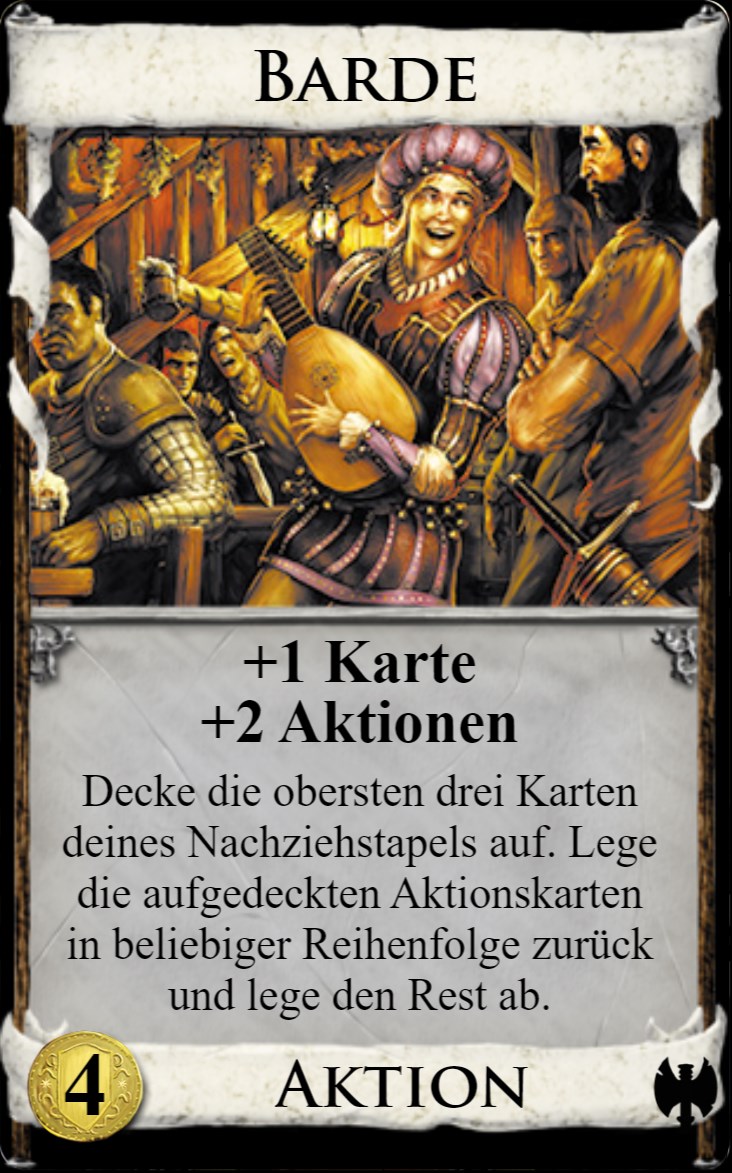 BARDE
+1 Karte
+2 Aktionen
Decke die obersten drei Karten
deines Nachziehstapels auf. Lege
die aufgedeckten Aktionskarten
in beliebiger Reihenfolge zurück
und lege den Rest ab.
4
AKTION